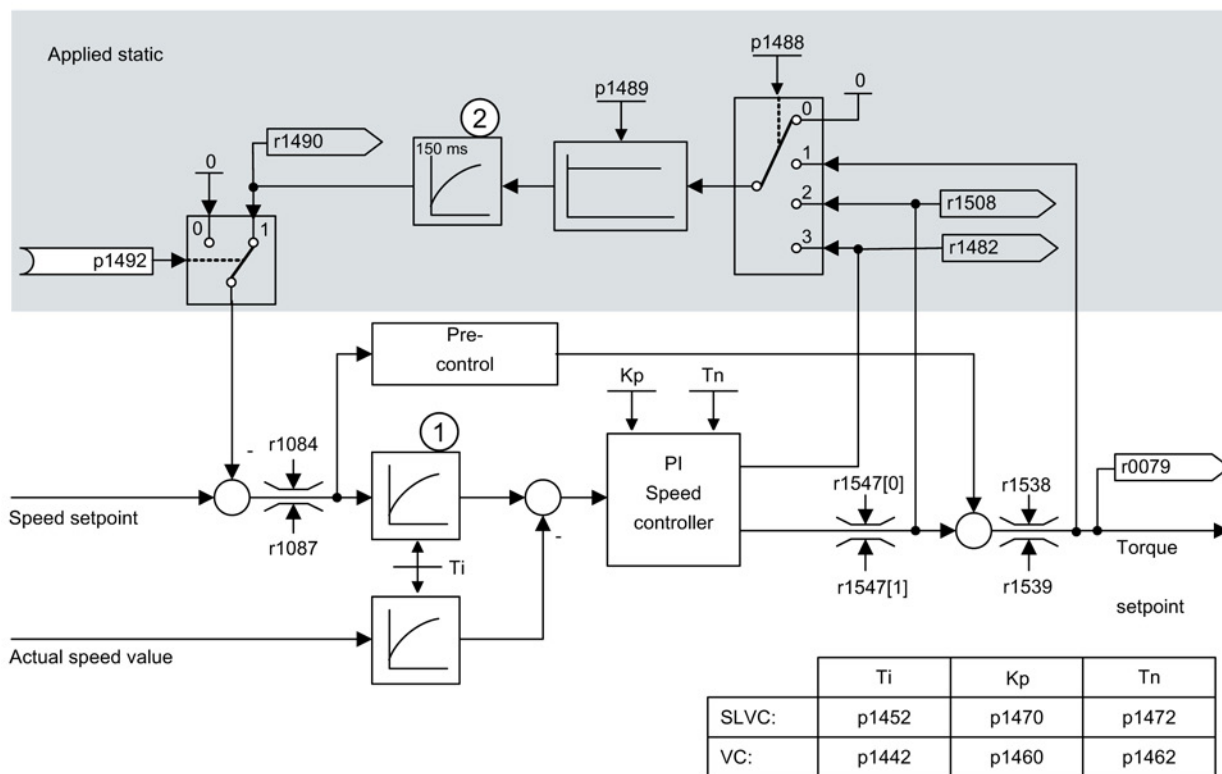 Applied static
p1488
0
p1489
2
0
r1490
150 ms
1
0
2
r1508
0
1
3
r1482
p1492
Pre-
control
Kp
Tn
1
-
r1084
PI
Speed
controller
r0079
r1547[0]
r1538
Speed setpoint
-
r1087
Torque
Ti
r1547[1]
r1539
setpoint
Actual speed value
Ti Kp Tn
SLVC: p1452 p1470 p1472
VC: p1442 p1460 p1462